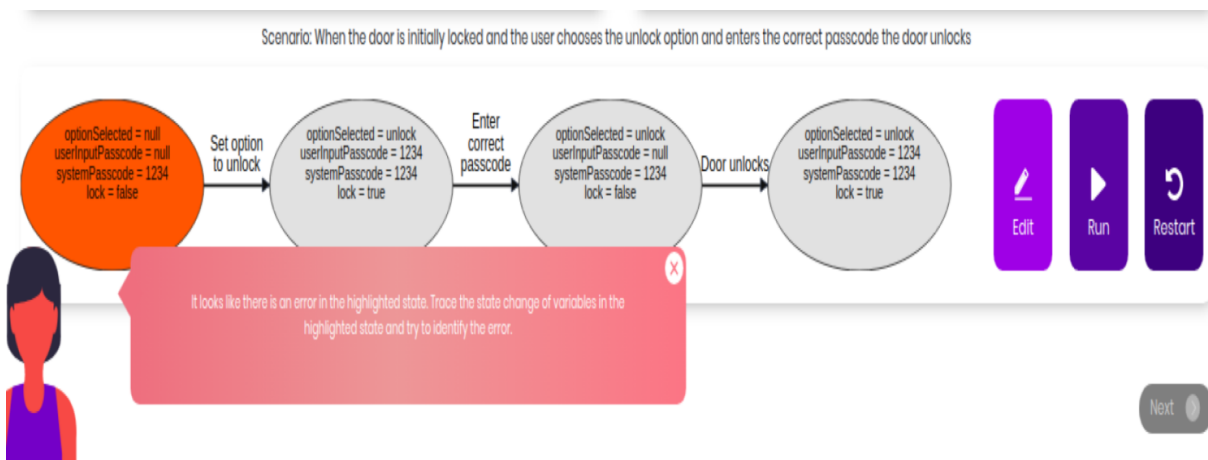 Scenario: When the door is initially locked and the user chooses the unlock option and enters the correct passcode the door unlocks
optionSelected = null
userInputPasscode = null
systemPasscode = 1234
lock = false
Set option
to unlock
optionSelected = unlock
userInputPasscode = 1234
systemPasscode = 1234
lock = true
Enter
correct
passcode
optionSelected = unlock
userInputPasscode = null
systemPasscode = 1234
lock = false
Door unlocks
optionSelected = unlock
userInputPasscode = 1234
systemPasscode = 1234
lock = true
Edit
Run
Restart
X
It looks like there is an error in the highlighted state. Trace the state change of variables in the
highlighted state and try to identify the error.
Next